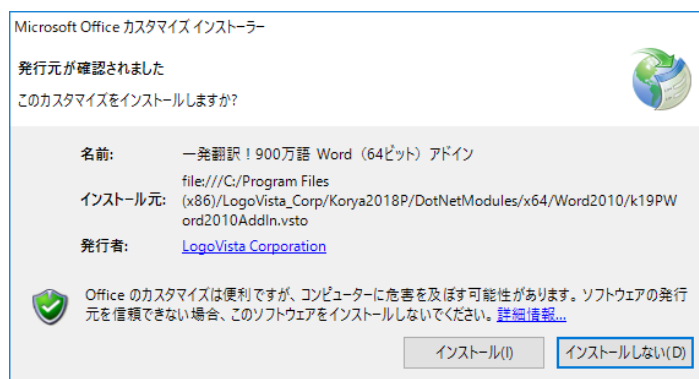 Microsoft Office カスタマイズ インストーラー
発行元が確認されました
このカスタマイズをインストールしますか?
名前: 一発翻訳！900万語 Word（64ビット）アドイン
インストール元: file:///C:/Program Files
(x86)/LogoVista_Corp/Korya2018P/DotNetModules/x64/Word2010/k19PW
ord2010AddIn.vsto
発行者: LogoVista Corporation
Office のカスタマイズは便利ですが、コンピューターに危害を及ぼす可能性があります。ソフトウェアの発行
元を信頼できない場合、このソフトウェアをインストールしないでください。詳細情報...
インストール(I) インストールしない(D)